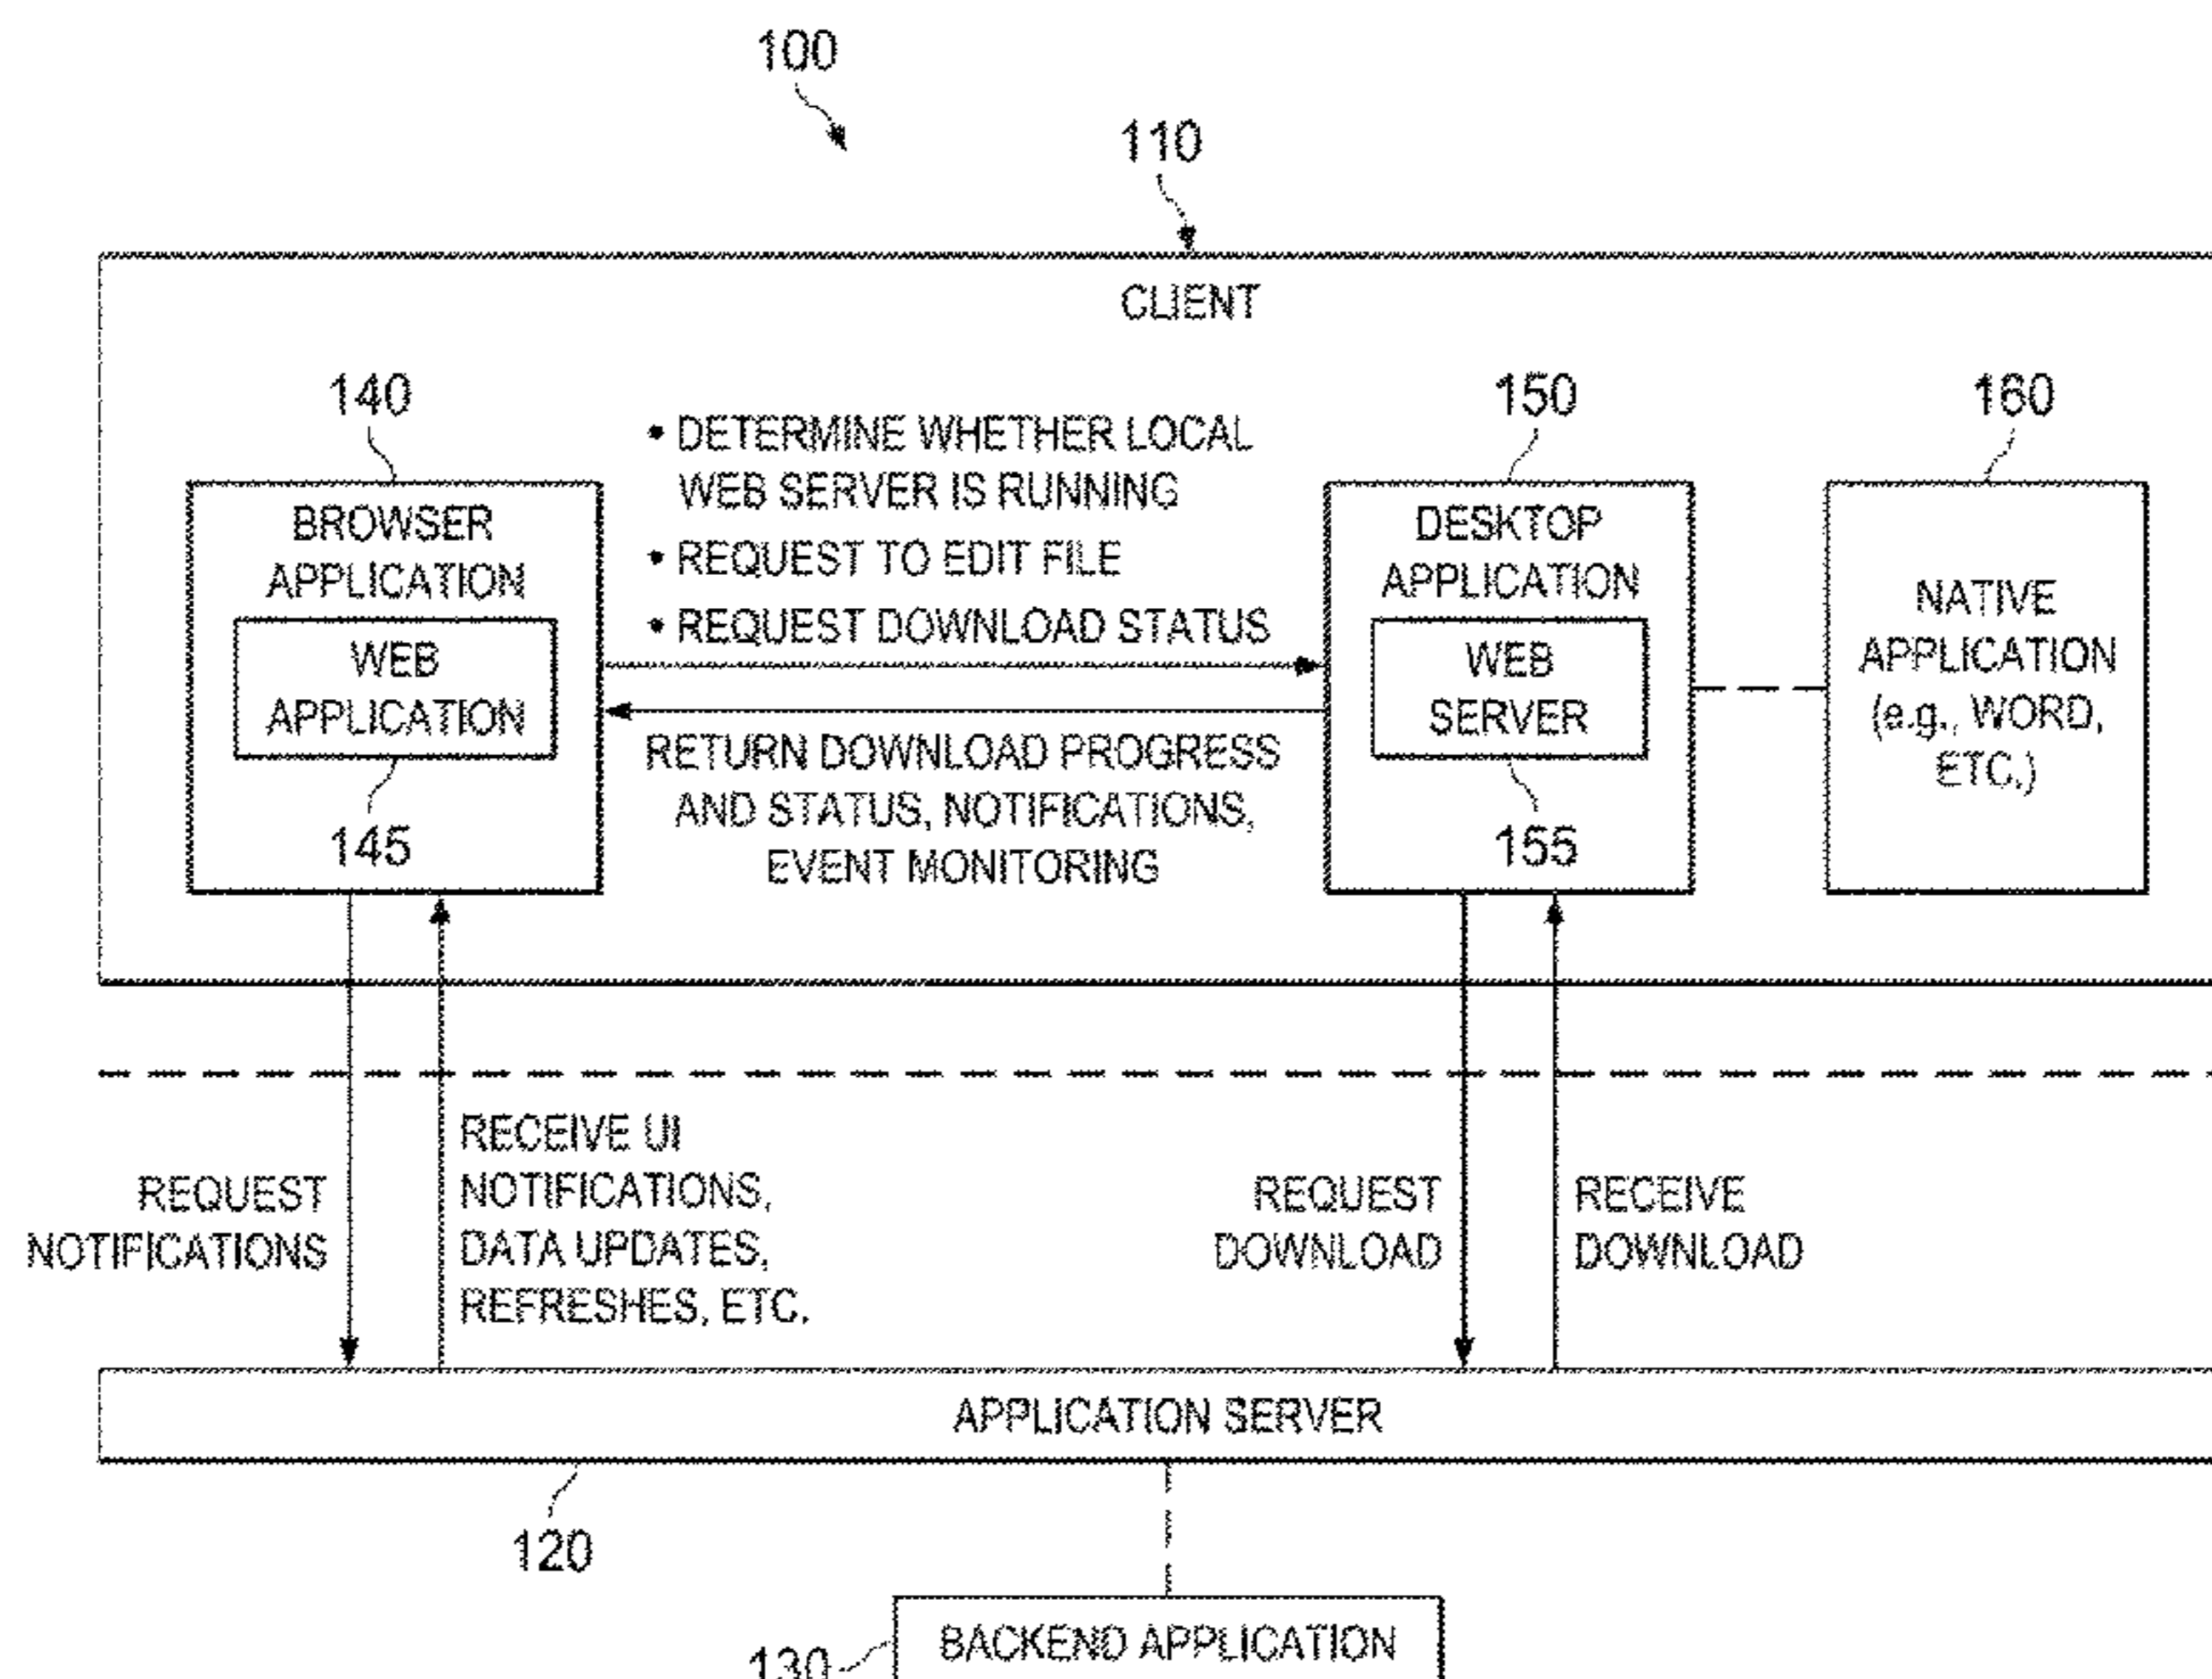 100
110
CLIENT
140
BROWSER
APPLICATION
WEB
APPLICATION
145
• DETERMINE WHETHER LOCAL
WEB SERVER IS RUNNING
• REQUEST TO EDIT FILE
• REQUEST DOWNLOAD STATUS
RETURN DOWNLOAD PROGRESS
AND STATUS, NOTIFICATIONS,
EVENT MONITORING
150
DESKTOP
APPLICATION
WEB
SERVER
155
160
NATIVE
APPLICATION
(e.g., WORD,
ETC.)
REQUEST
NOTIFICATIONS
RECEIVE UI
NOTIFICATIONS,
DATA UPDATES,
REFRESHES, ETC.
REQUEST
DOWNLOAD
RECEIVE
DOWNLOAD
APPLICATION SERVER
120
130
BACKEND APPLICATION